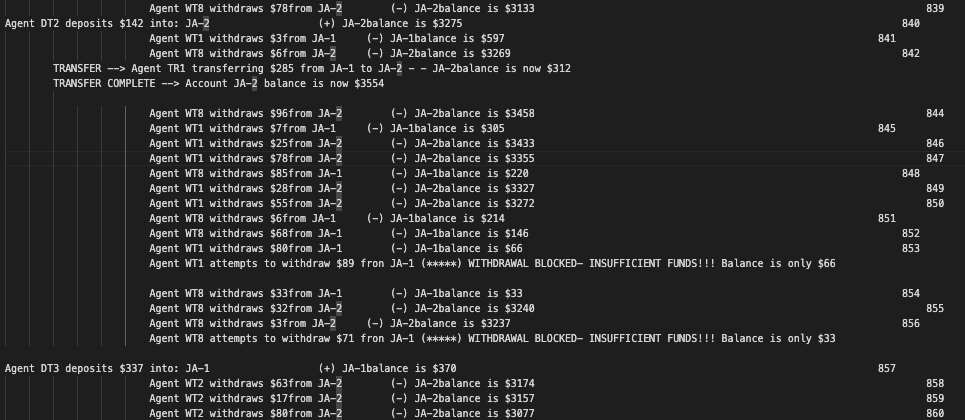 Agent WT8 withdraws $78from JA-2 (-) JA-2balance is $3133 839
Agent DT2 deposits $142 into: JA-2 (+) JA-2balance is $3275 840
Agent WT1 withdraws $3from JA-1 (-) JA-1balance is $597 841
Agent WT8 withdraws $6from JA-2 (-) JA-2balance is $3269 842
TRANSFER --> Agent TR1 transferring $285 from JA-1 to JA-2 - - JA-2balance is now $312
TRANSFER COMPLETE --> Account JA-2 balance is now $3554
Agent WT8 withdraws $96from JA-2 (-) JA-2balance is $3458 844
Agent WT1 withdraws $7from JA-1 (-) JA-1balance is $305 845
Agent WT1 withdraws $25from JA-2 (-) JA-2balance is $3433 846
Agent WT1 withdraws $78from JA-2 (-) JA-2balance is $3355 847
Agent WT8 withdraws $85from JA-1 (-) JA-1balance is $220 848
Agent WT1 withdraws $28from JA-2 (-) JA-2balance is $3327 849
Agent WT1 withdraws $55from JA-2 (-) JA-2balance is $3272 850
Agent WT8 withdraws $6from JA-1 (-) JA-1balance is $214 851
Agent WT8 withdraws $68from JA-1 (-) JA-1balance is $146 852
Agent WT1 withdraws $80from JA-1 (-) JA-1balance is $66 853
Agent WT1 attempts to withdraw $89 fron JA-1 (*****) WITHDRAWAL BLOCKED- INSUFFICIENT FUNDS!!! Balance is only $66
Agent WT8 withdraws $33from JA-1 (-) JA-1balance is $33 854
Agent WT8 withdraws $32from JA-2 (-) JA-2balance is $3240 855
Agent WT8 withdraws $3from JA-2 (-) JA-2balance is $3237 856
Agent WT8 attempts to withdraw $71 fron JA-1 (*****) WITHDRAWAL BLOCKED- INSUFFICIENT FUNDS!!! Balance is only $33
Agent DT3 deposits $337 into: JA-1 (+) JA-1balance is $370 857
Agent WT2 withdraws $63from JA-2 (-) JA-2balance is $3174 858
Agent WT2 withdraws $17from JA-2 (-) JA-2balance is $3157 859
Agent WT2 withdraws $80from JA-2 (-) JA-2balance is $3077 860